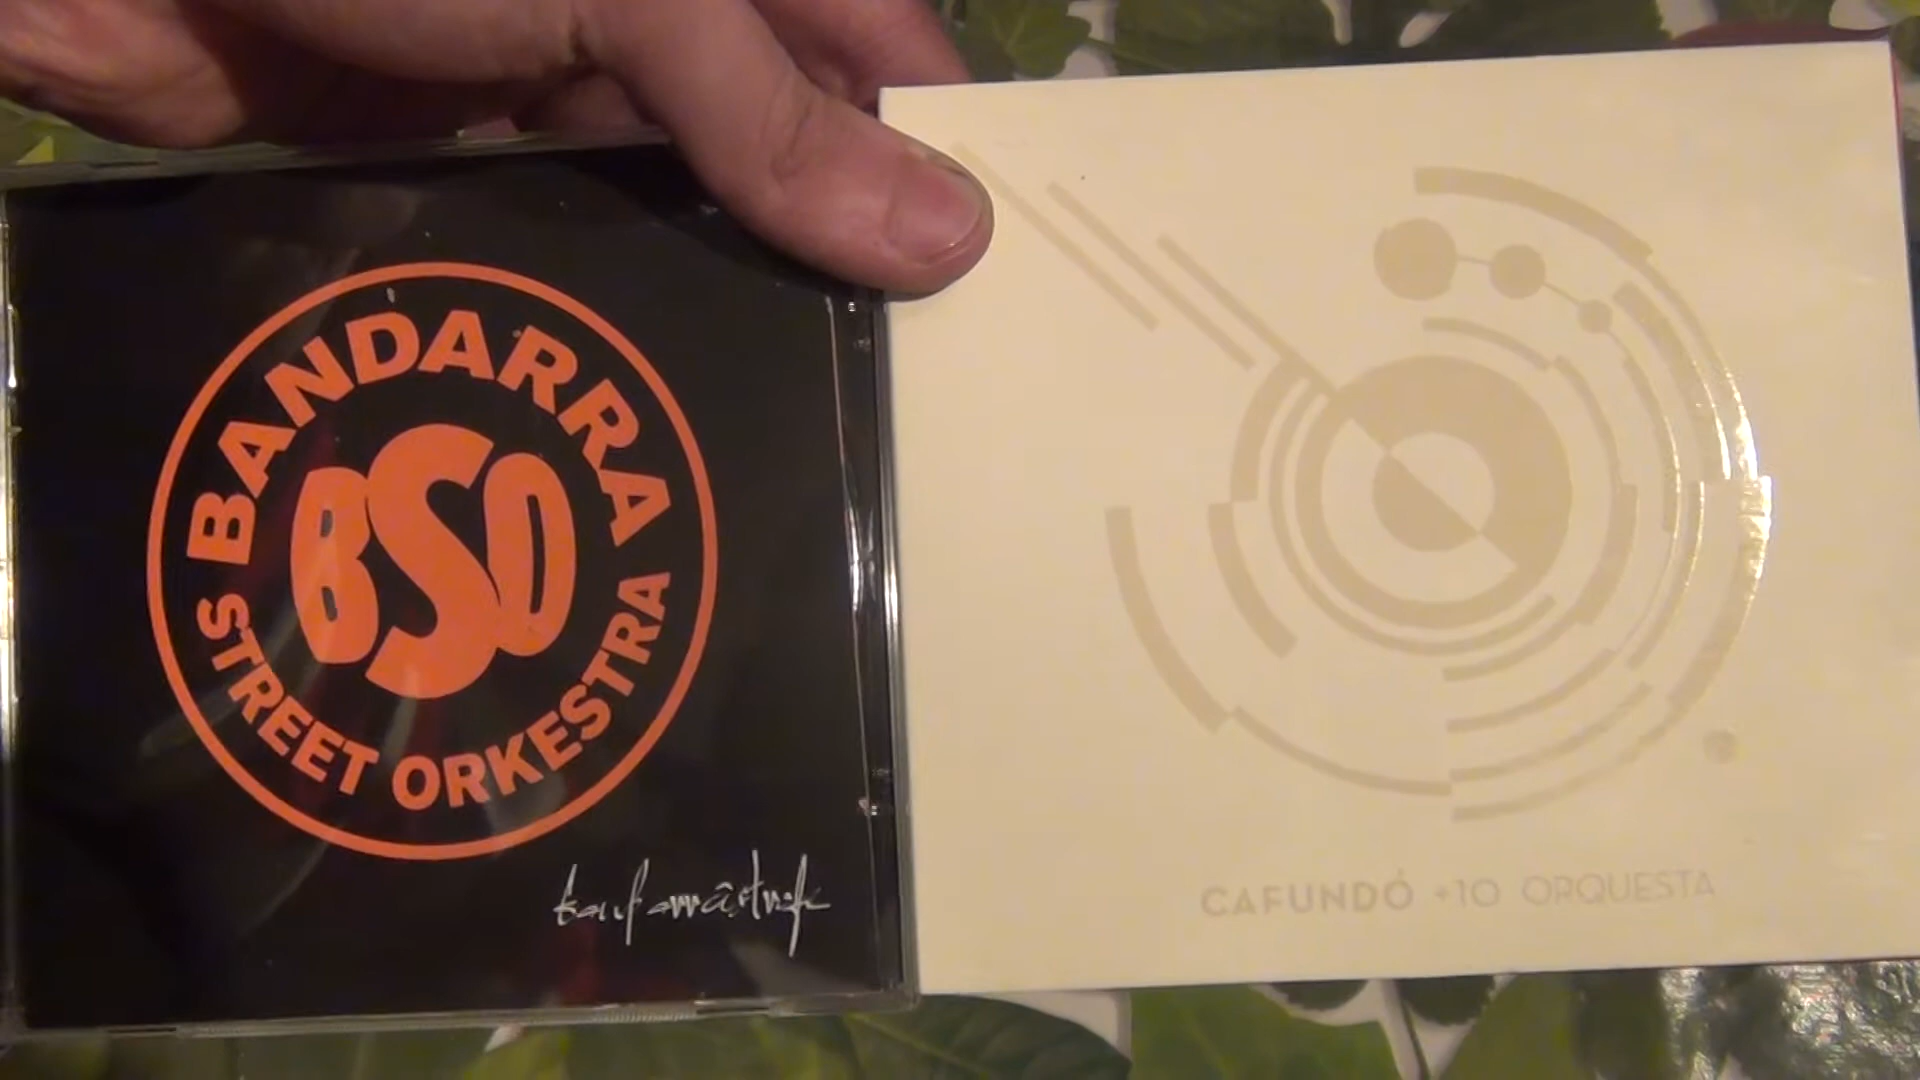 BANDARRA
BSO
STREET ORKESTRA
CAFUNDÓ +10 ORQUESTA